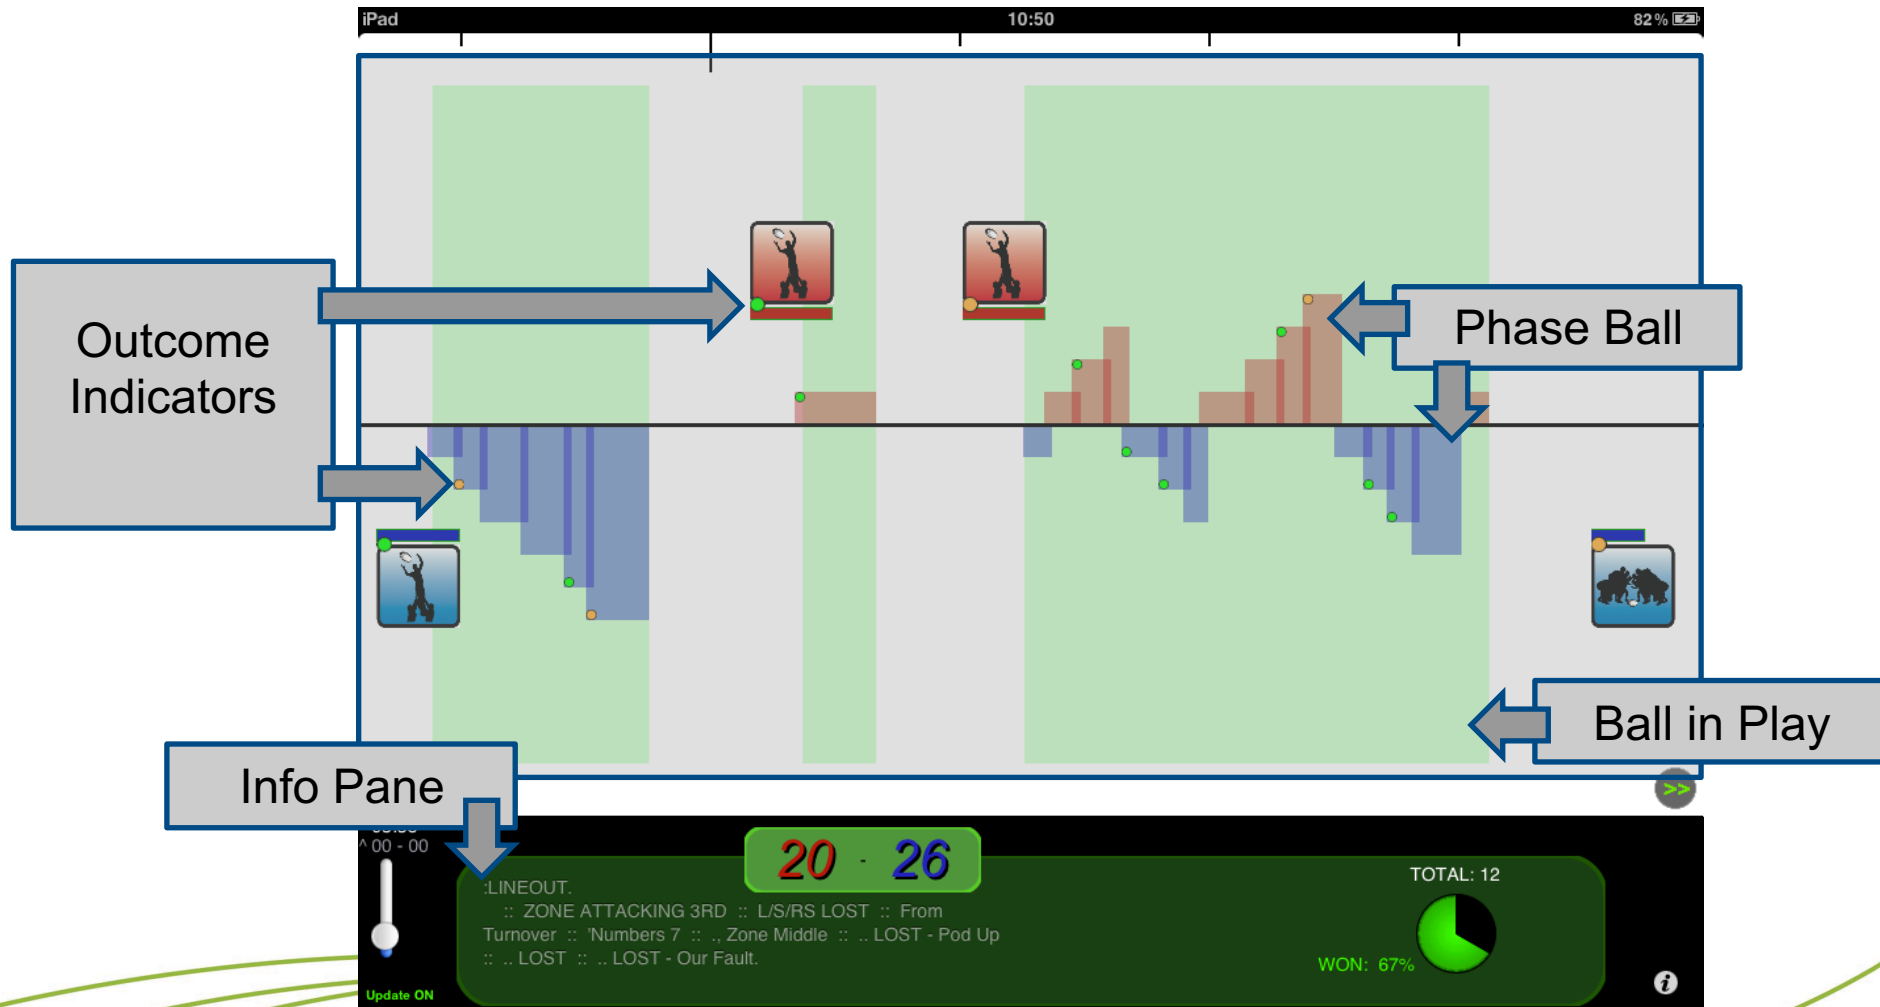 iPad
10:50
82%
Outcome
Indicators
Phase Ball
Ball in Play
Info Pane
^ 00 - 00
20 - 26
:LINEOUT.
:: ZONE ATTACKING 3RD :: L/S/RS LOST :: From
Turnover :: 'Numbers 7 :: ., Zone Middle :: .. LOST - Pod Up
:: .. LOST :: .. LOST - Our Fault.
TOTAL: 12
WON: 67%
>>
Update ON
i